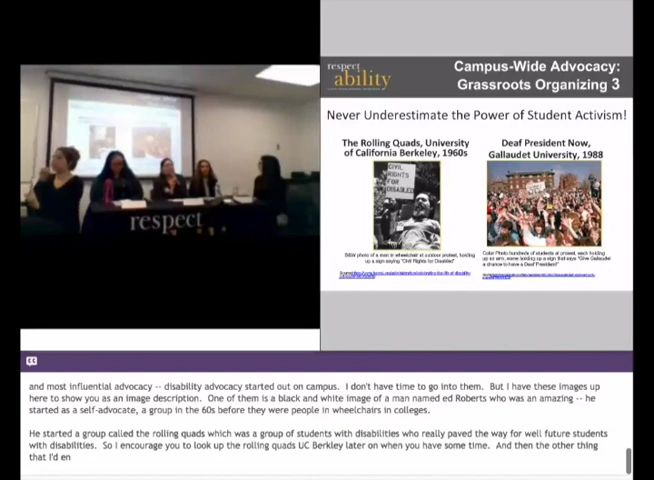 respect
respect
ability
Campus-Wide Advocacy:
Grassroots Organizing 3
Never Underestimate the Power of Student Activism!
The Rolling Quads, University
of California Berkeley, 1960s
Deaf President Now,
Gallaudet University, 1988
CIVIL
RIGHTS
FOR
DISABLED
B&W photo of a man in wheelchair at outdoor protest, holding
up a sign saying "Civil Rights for Disabled"
Color Photo hundreds of students at protest, each holding
up an arm, some holding up a sign that says "Give Gallaudet
a chance to have a Deaf President"
CC
and most influential advocacy -- disability advocacy started out on campus. I don't have time to go into them. But I have these images up
here to show you as an image description. One of them is a black and white image of a man named ed Roberts who was an amazing -- he
started as a self-advocate, a group in the 60s before they were people in wheelchairs in colleges.
He started a group called the rolling quads which was a group of students with disabilities who really paved the way for well future students
with disabilities. So I encourage you to look up the rolling quads UC Berkley later on when you have some time. And then the other thing
that I'd en